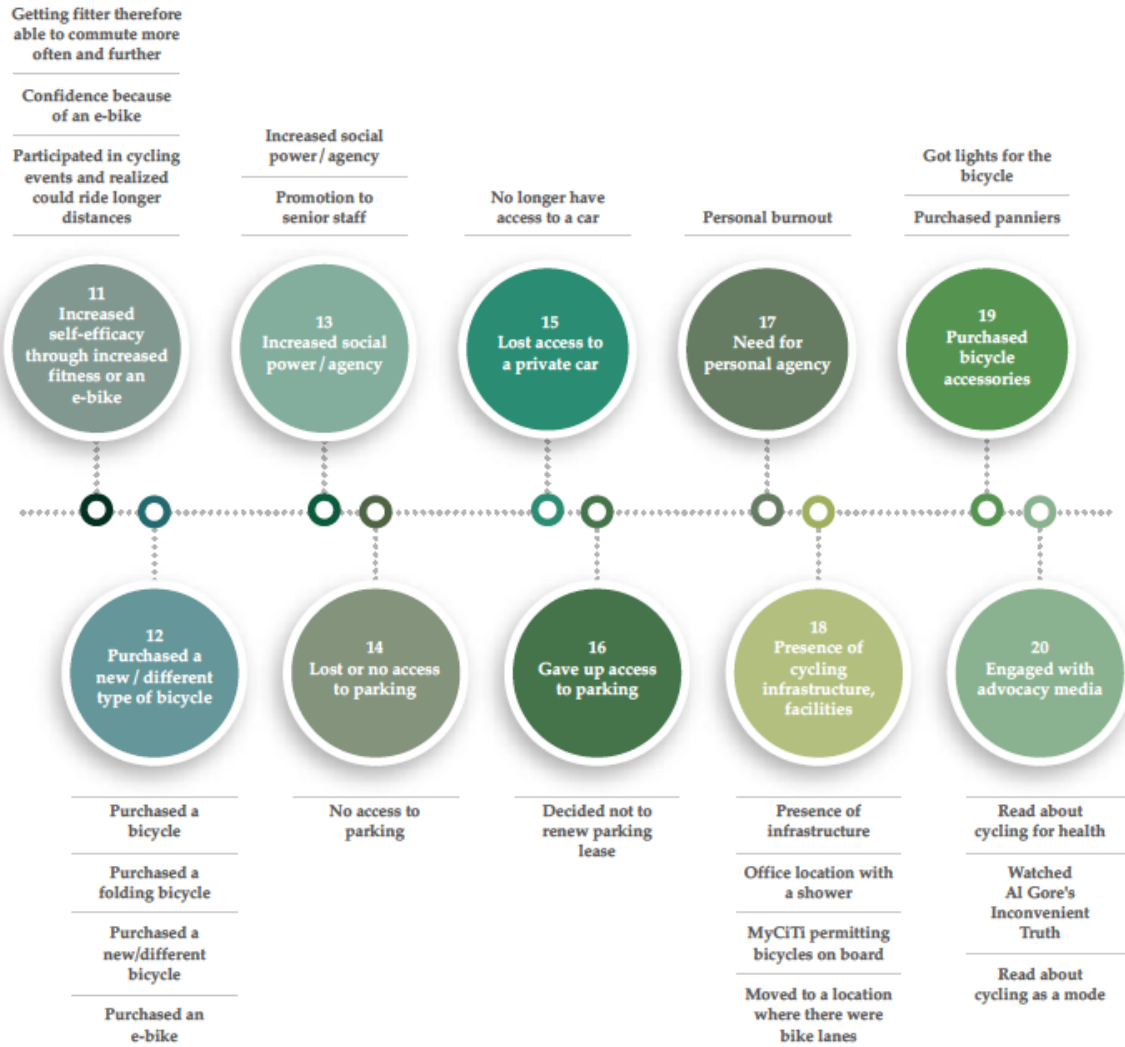 Getting fitter therefore
able to commute more
often and further
Confidence because
of an e-bike
Participated in cycling
events and realized
could ride longer
distances
11
Increased
self-efficacy
through increased
fitness or an
e-bike
Increased social
power / agency
Promotion to
senior staff
13
Increased social
power / agency
No longer have
access to a car
15
Lost access to
a private car
Personal burnout
17
Need for
personal agency
Got lights for the
bicycle
Purchased panniers
19
Purchased
bicycle
accessories
12
Purchased a
new / different
type of bicycle
Purchased a
bicycle
Purchased a
folding bicycle
Purchased a
new/different
bicycle
Purchased an
e-bike
14
Lost or no access
to parking
No access to
parking
16
Gave up access
to parking
Decided not to
renew parking
lease
18
Presence of
cycling
infrastructure,
facilities
Presence of
infrastructure
Office location with
a shower
MyCiTi permitting
bicycles on board
Moved to a location
where there were
bike lanes
20
Engaged with
advocacy media
Read about
cycling for health
Watched
Al Gore's
Inconvenient
Truth
Read about
cycling as a mode